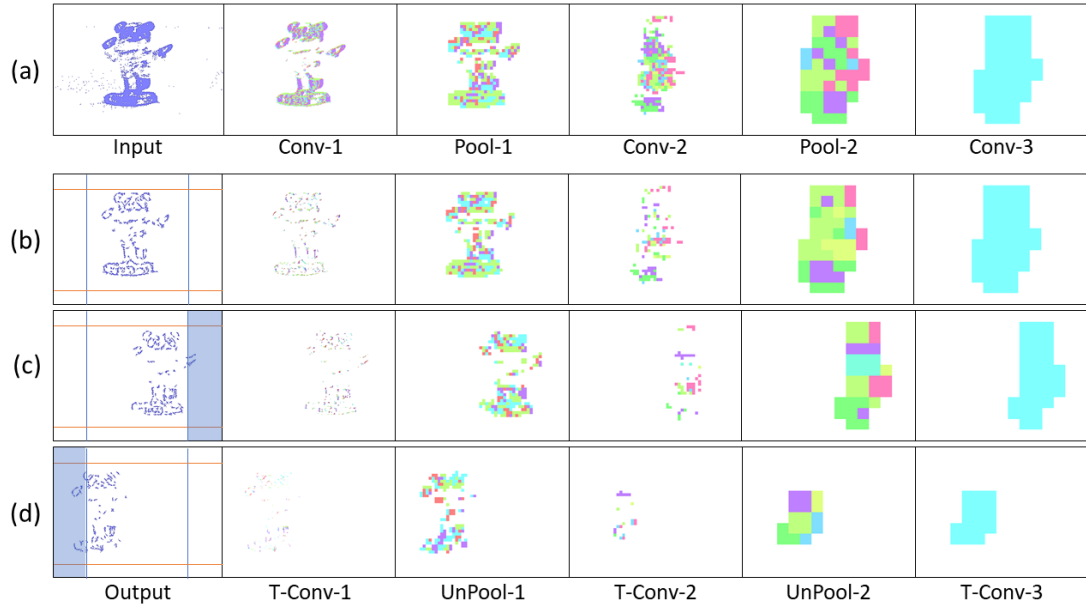 (a)
Input Conv-1 Pool-1 Conv-2 Pool-2 Conv-3
(b)
(c)
(d)
Output T-Conv-1 UnPool-1 T-Conv-2 UnPool-2 T-Conv-3